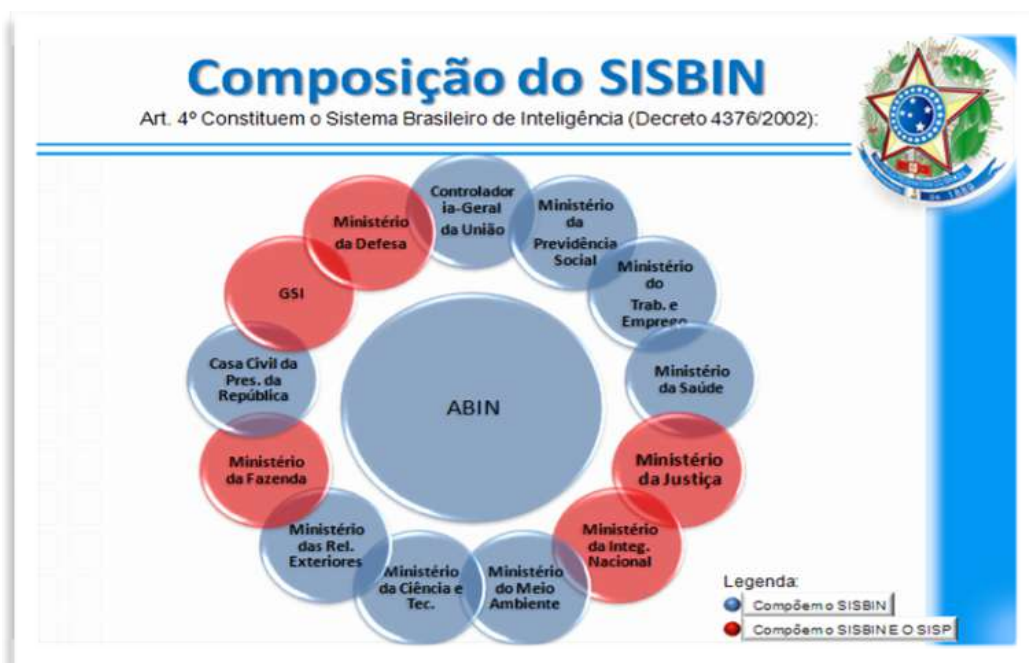 Composição do SISBIN
Art. 4º Constituem o Sistema Brasileiro de Inteligência (Decreto 4376/2002):
Controlador
ia-Geral
da União
Ministério
da
Previdência
Social
Ministério
do
Trab. e
Emprego
Ministério
da Saúde
Ministério
da Justiça
Ministério
da Integ.
Nacional
Ministério
do Meio
Ambiente
Ministério
da Ciência e
Tec.
Ministério
das Rel.
Exteriores
Ministério
da Fazenda
Casa Civil da
Pres. da
República
GSI
Ministério
da Defesa
ABIN
Legenda:
Compõem o SISBIN
Compõem o SISBIN E O SISP